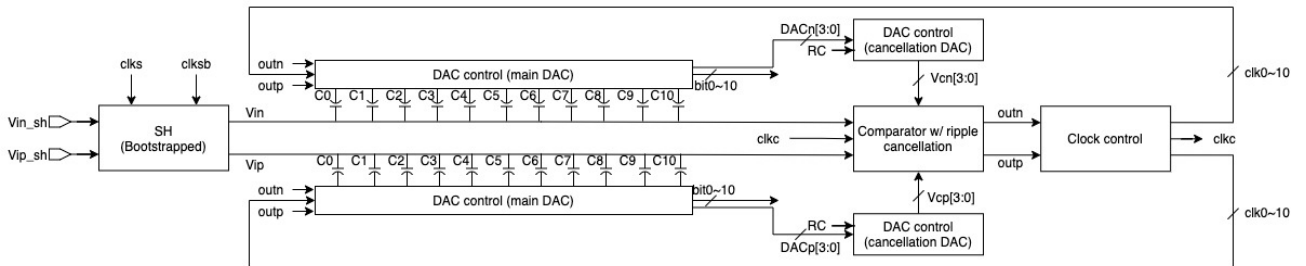 DACn[3:0]
DAC control
(cancellation DAC)
RC
clks
clksb
outn
outp
DAC control (main DAC)
bit0~10
Vcn[3:0]
clk0~10
C0 C1 C2 C3 C4 C5 C6 C7 C8 C9 C10
Vin_sh
Vip_sh
SH
(Bootstrapped)
Vin
Vip
clkc
Comparator w/ ripple
cancellation
outn
outp
Clock control
clkc
C0 C1 C2 C3 C4 C5 C6 C7 C8 C9 C10
outn
outp
DAC control (main DAC)
bit0~10
Vcp[3:0]
clk0~10
RC
DACp[3:0]
DAC control
(cancellation DAC)